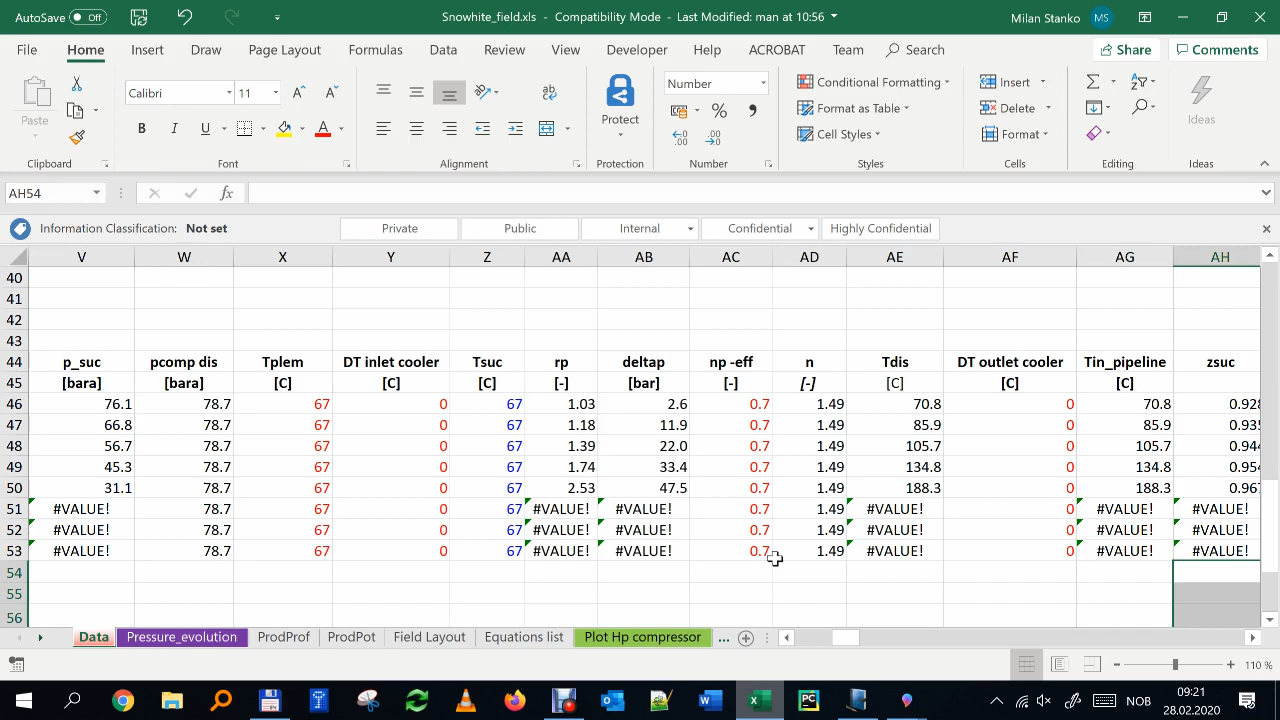 AutoSave Off Snowhite_field.xls - Compatibility Mode - Last Modified: man at 10:56 Milan Stanko MS
File Home Insert Draw Page Layout Formulas Data Review View Developer Help ACROBAT Team Search Share Comments
Paste Calibri 11 A A Protect Number Conditional Formatting Insert Ideas
Format as Table Delete
B I U A % Cell Styles Format
Clipboard Font Alignment Protection Number Styles Cells Editing Ideas
AH54 fx
Information Classification: Not set Private Public Internal Confidential Highly Confidential
V W X Y Z AA AB AC AD AE AF AG AH
40
41
42
43
44 p_suc pcomp dis Tplem DT inlet cooler Tsuc rp deltap np -eff n Tdis DT outlet cooler Tin_pipeline zsuc
45 [bara] [bara] [C] [C] [C] [-] [bar] [-] [-] [C] [C] [C]
46 76.1 78.7 67 0 67 1.03 2.6 0.7 1.49 70.8 0 70.8 0.928
47 66.8 78.7 67 0 67 1.18 11.9 0.7 1.49 85.9 0 85.9
48 56.7 78.7 67 0 67 1.39 22.0 0.7 1.49 105.7 0 105.7
49 45.3 78.7 67 0 67 1.74 33.4 0.7 1.49 134.8 0 134.8
50 31.1 78.7 67 0 67 2.53 47.5 0.7 1.49 188.3 0 188.3
51 #VALUE! 78.7 67 0 67 #VALUE! #VALUE! 0.7 1.49 #VALUE! 0 #VALUE! #VALUE!
52 #VALUE! 78.7 67 0 67 #VALUE! #VALUE! 0.7 1.49 #VALUE! 0 #VALUE! #VALUE!
53 #VALUE! 78.7 67 0 67 #VALUE! #VALUE! 0.7 1.49 #VALUE! 0 #VALUE! #VALUE!
54
55
56
Data Pressure_evolution ProdProf ProdPot Field Layout Equations list Plot Hp compressor ...
110 %
NOB 09:21
28.02.2020